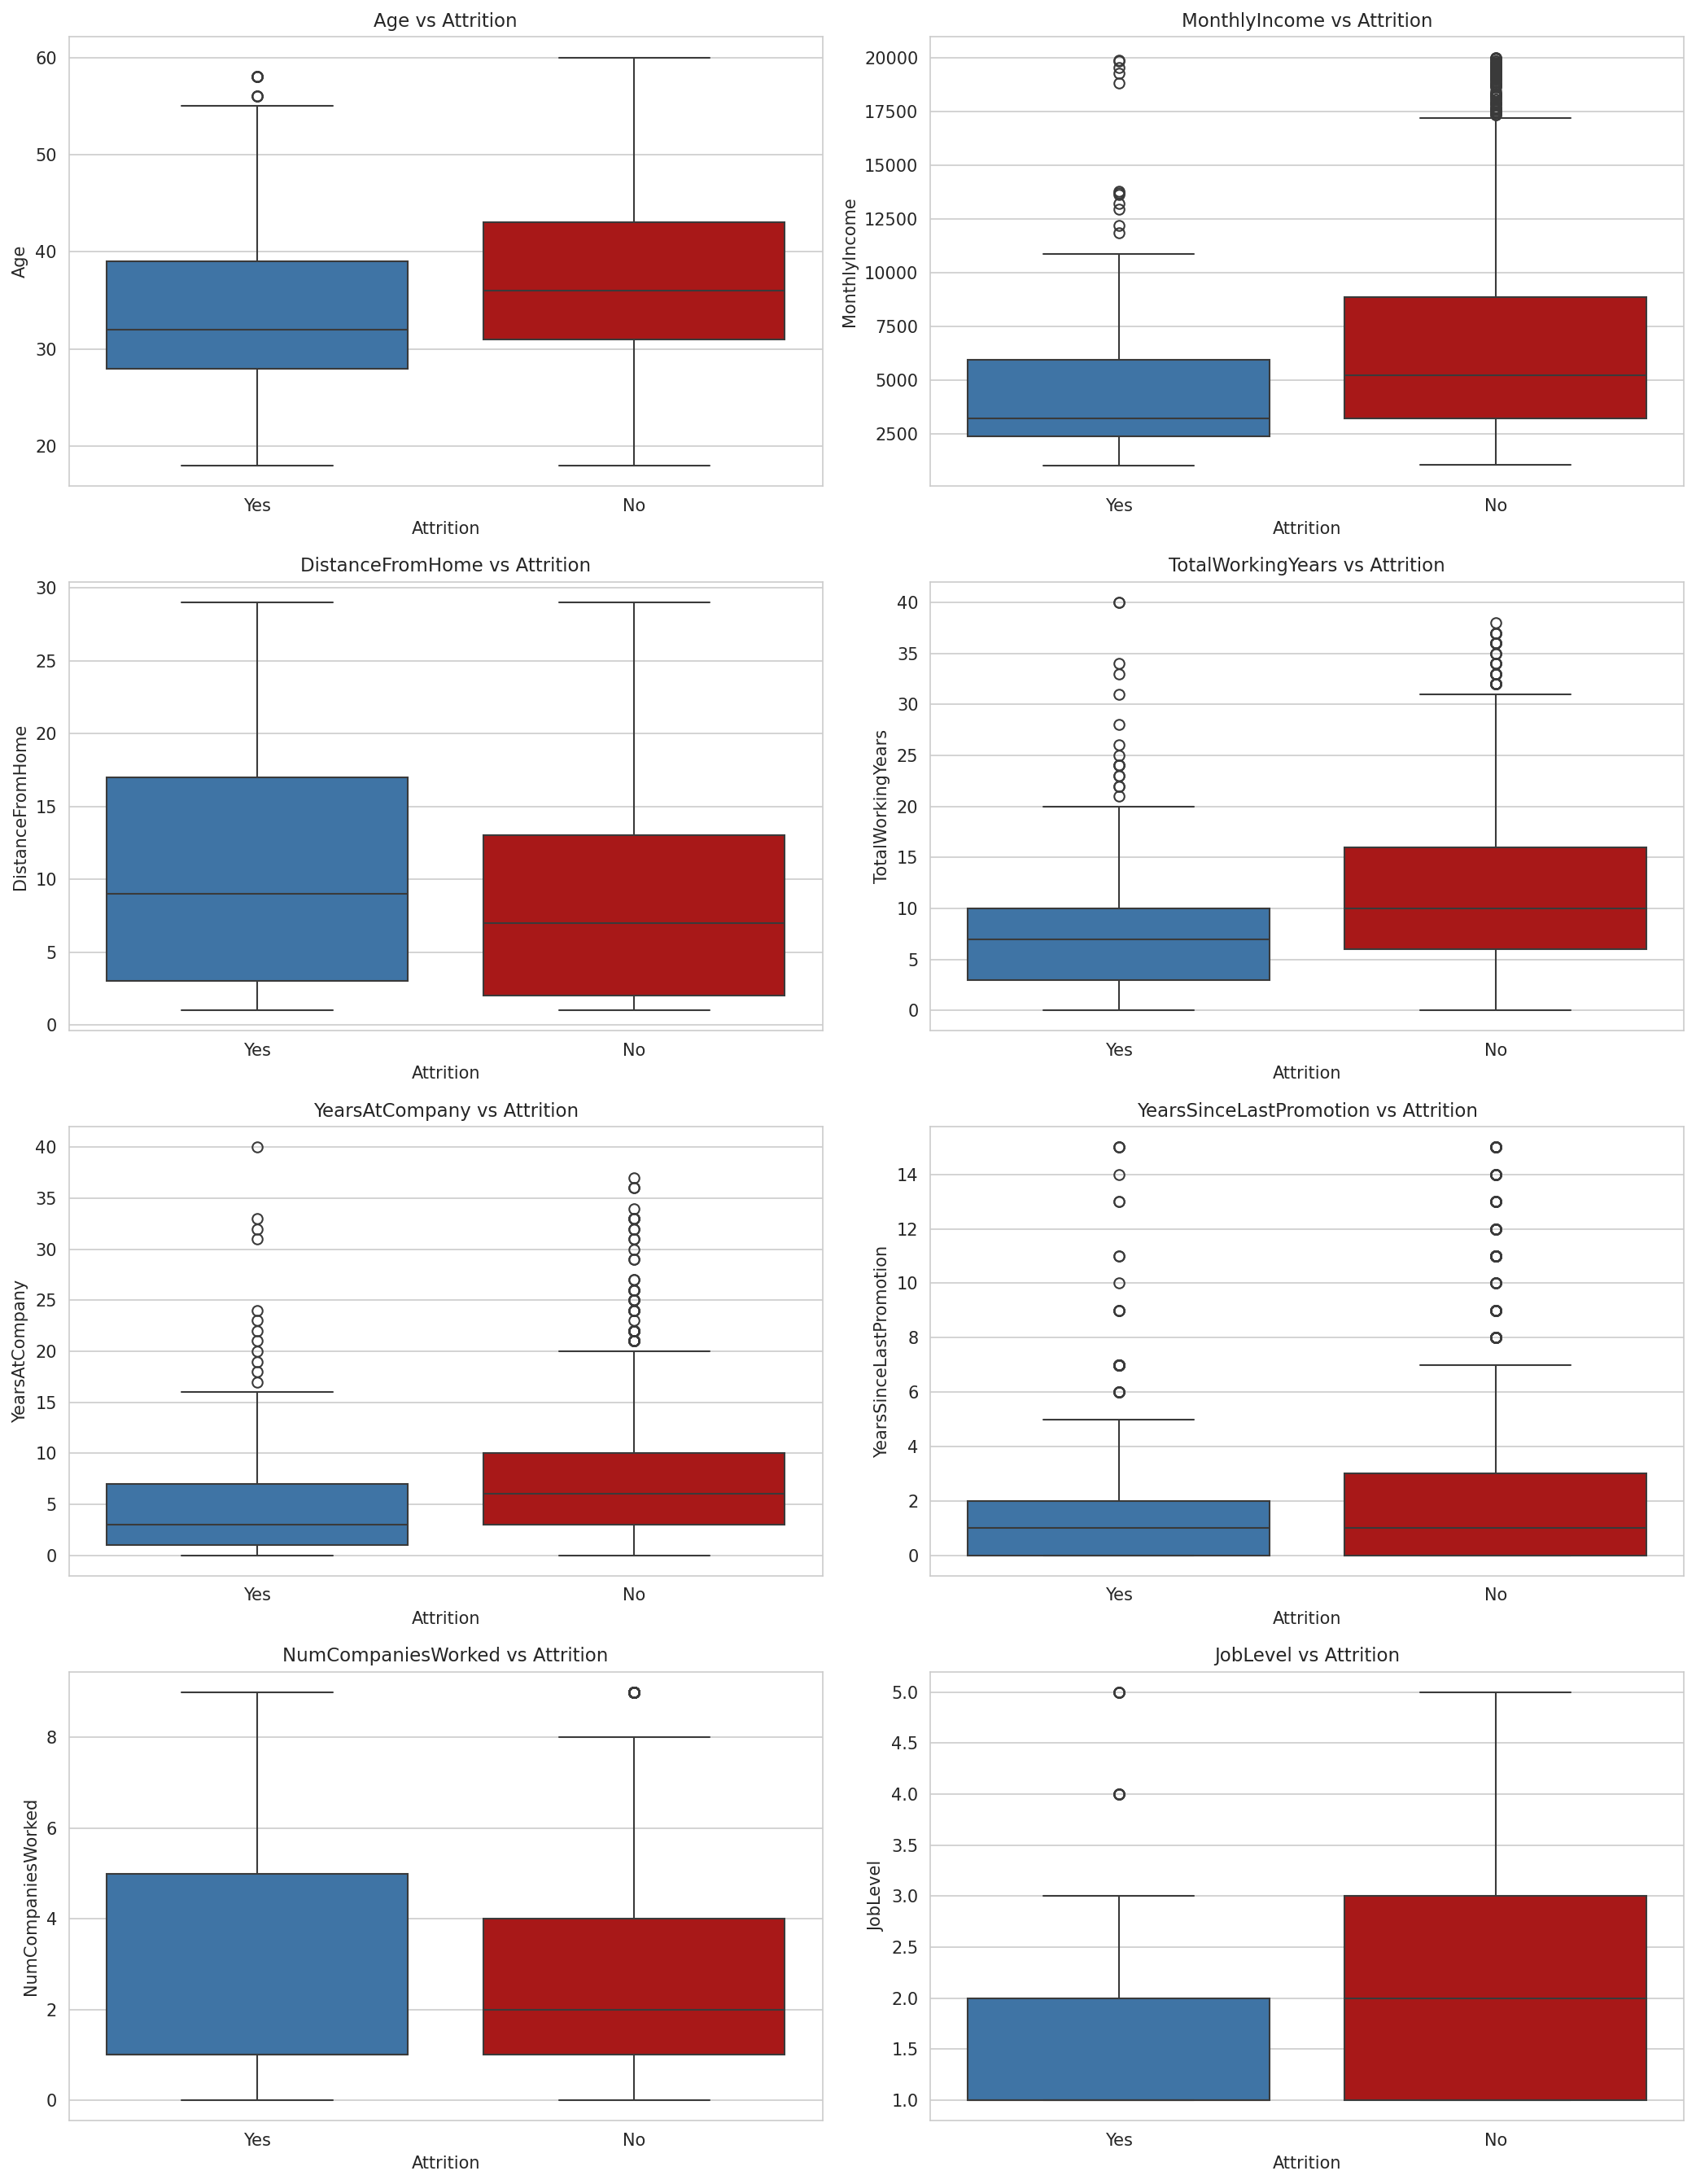 Age vs Attrition
60
50
40
30
20
Age
Yes
No
Attrition
MonthlyIncome vs Attrition
20000
17500
15000
12500
10000
7500
5000
2500
MonthlyIncome
Yes
No
Attrition
DistanceFromHome vs Attrition
30
25
20
15
10
5
0
DistanceFromHome
Yes
No
Attrition
TotalWorkingYears vs Attrition
40
35
30
25
20
15
10
5
0
TotalWorkingYears
Yes
No
Attrition
YearsAtCompany vs Attrition
40
35
30
25
20
15
10
5
0
YearsAtCompany
Yes
No
Attrition
YearsSinceLastPromotion vs Attrition
14
12
10
8
6
4
2
0
YearsSinceLastPromotion
Yes
No
Attrition
NumCompaniesWorked vs Attrition
8
6
4
2
0
NumCompaniesWorked
Yes
No
Attrition
JobLevel vs Attrition
5.0
4.5
4.0
3.5
3.0
2.5
2.0
1.5
1.0
JobLevel
Yes
No
Attrition